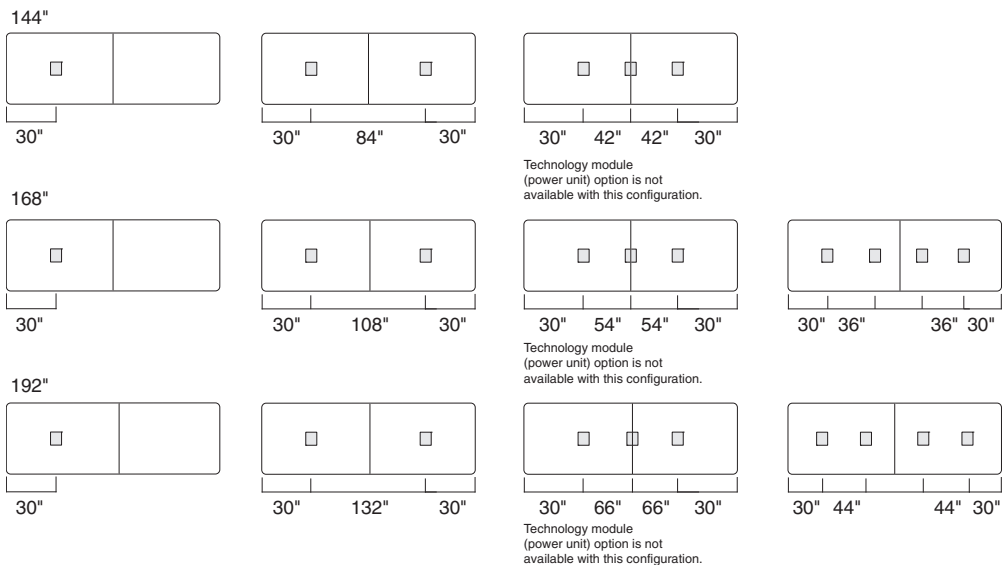 144"
30"
30" 84" 30"
30" 42" 42" 30"
Technology module
(power unit) option is not
available with this configuration.
168"
30"
30" 108" 30"
30" 54" 54" 30"
30" 36" 36" 30"
Technology module
(power unit) option is not
available with this configuration.
192"
30"
30" 132" 30"
30" 66" 66" 30"
30" 44" 44" 30"
Technology module
(power unit) option is not
available with this configuration.